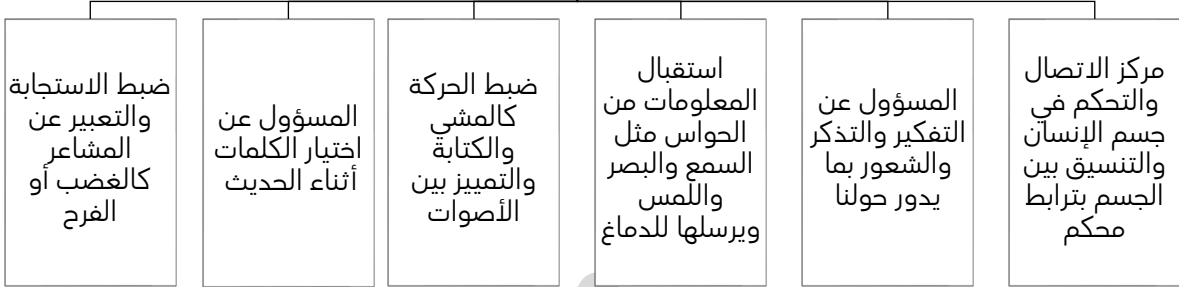 مركز الاتصال
والتحكم في
جسم الإنسان
والتنسيق بين
الجسم بترابط
محكم
المسؤول عن
التفكير والتذكر
والشعور بما
يدور حولنا
استقبال
المعلومات من
الحواس مثل
السمع والبصر
واللمس
ويرسلها للدماغ
ضبط الحركة
كالمشي
والكتابة
والتمييز بين
الأصوات
المسؤول عن
اختيار الكلمات
أثناء الحديث
ضبط الاستجابة
والتعبير عن
المشاعر
كالغضب أو
الفرح